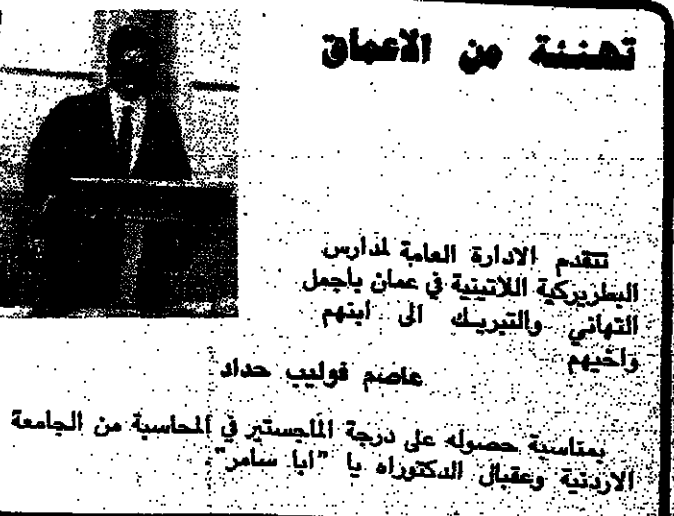 تهنئة من الاعماق
تتقدم الادارة العامة لمدارس
البطريركية اللاتينية في عمان باجمل
التهاني والتبريك الى ابنهم
واخيهم
عاصم فوليب حداد
بمناسبة حصوله على درجة الماجستير في المحاسبة من الجامعة
الاردنية وعقبال الدكتوراه يا "ابا سامر"